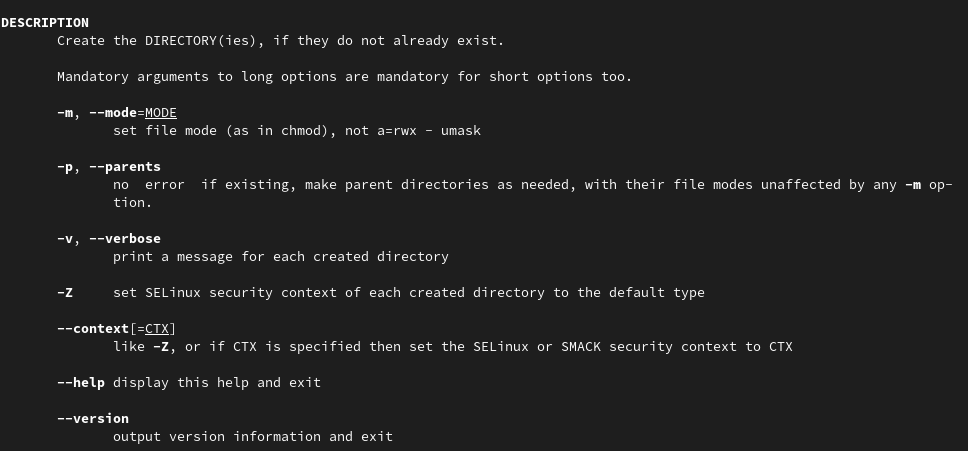 DESCRIPTION
Create the DIRECTORY(ies), if they do not already exist.
Mandatory arguments to long options are mandatory for short options too.
-m, --mode=MODE
set file mode (as in chmod), not a=rwx - umask
-p, --parents
no  error  if existing, make parent directories as needed, with their file modes unaffected by any -m op-
tion.
-v, --verbose
print a message for each created directory
-Z     set SELinux security context of each created directory to the default type
--context[=CTX]
like -Z, or if CTX is specified then set the SELinux or SMACK security context to CTX
--help display this help and exit
--version
output version information and exit